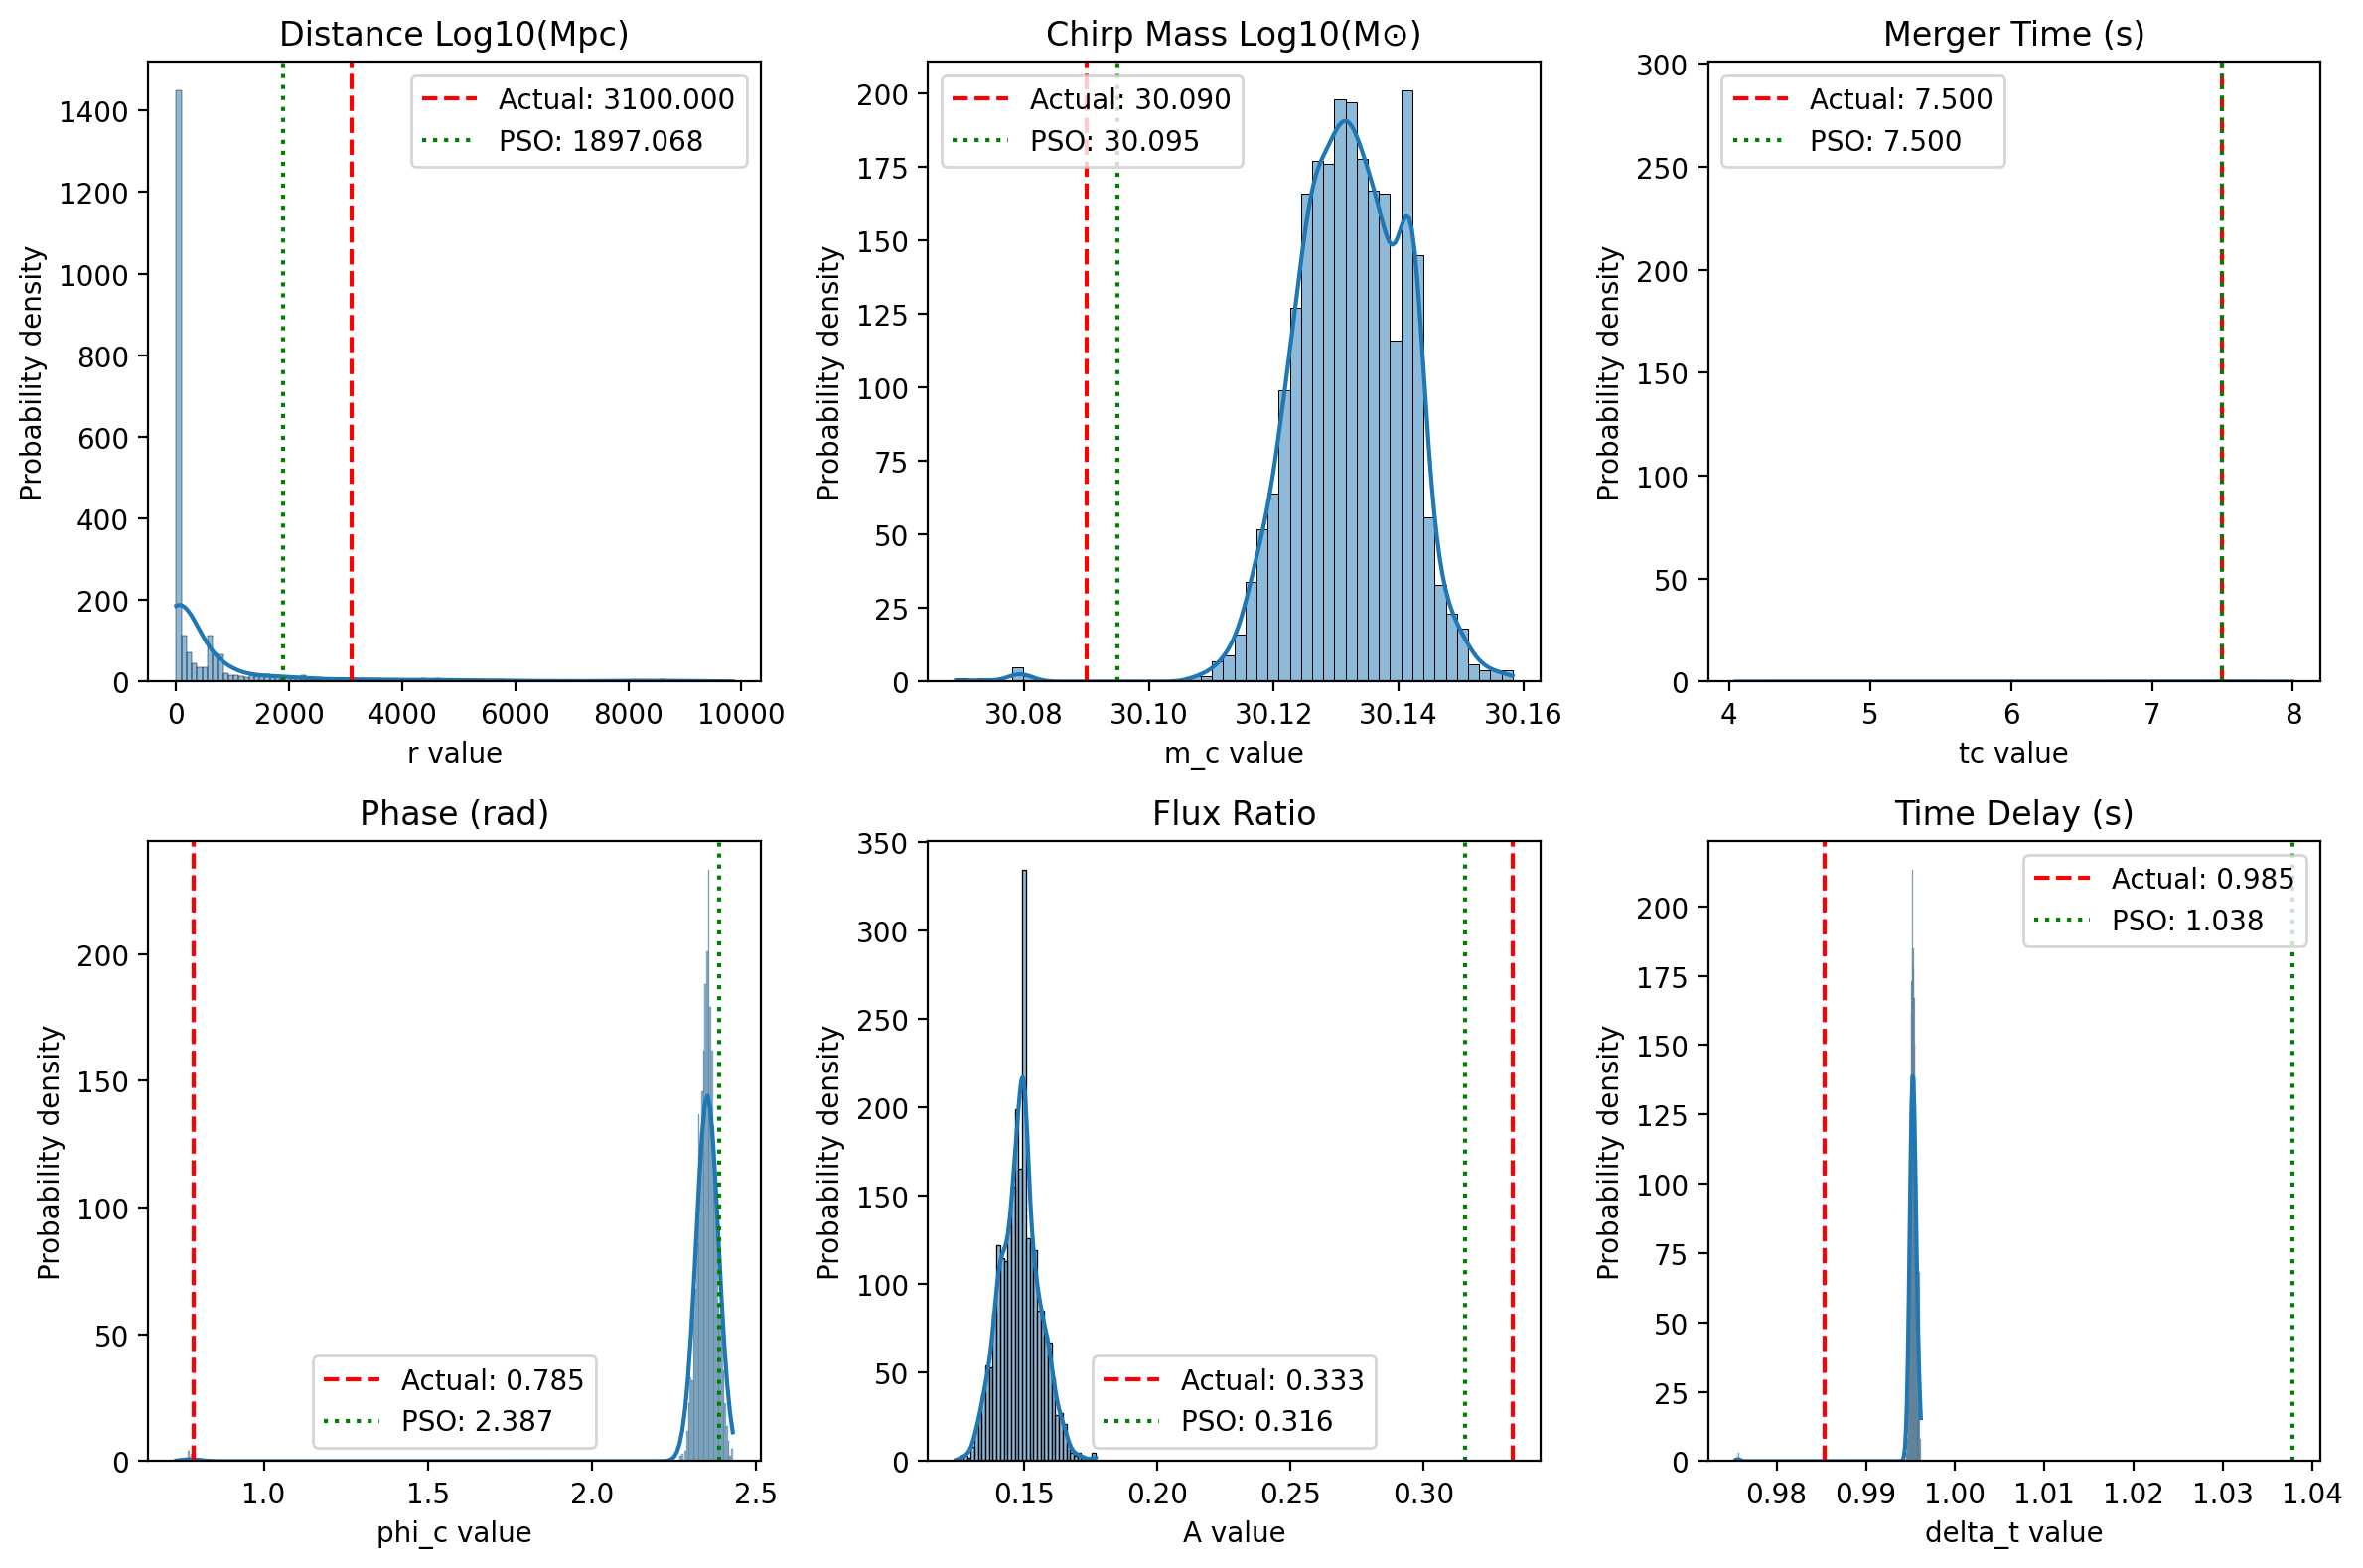 Distance Log10(Mpc)
Probability density
1400
1200
1000
800
600
400
200
0
Actual: 3100.000
PSO: 1897.068
0 2000 4000 6000 8000 10000
r value
Chirp Mass Log10(M⊙)
Probability density
200
175
150
125
100
75
50
25
0
Actual: 30.090
PSO: 30.095
30.08 30.10 30.12 30.14 30.16
m_c value
Merger Time (s)
Probability density
300
250
200
150
100
50
0
Actual: 7.500
PSO: 7.500
4 5 6 7 8
tc value
Phase (rad)
Probability density
200
150
100
50
0
Actual: 0.785
PSO: 2.387
1.0 1.5 2.0 2.5
phi_c value
Flux Ratio
Probability density
350
300
250
200
150
100
50
0
Actual: 0.333
PSO: 0.316
0.15 0.20 0.25 0.30
A value
Time Delay (s)
Probability density
200
175
150
125
100
75
50
25
0
Actual: 0.985
PSO: 1.038
0.98 0.99 1.00 1.01 1.02 1.03 1.04
delta_t value